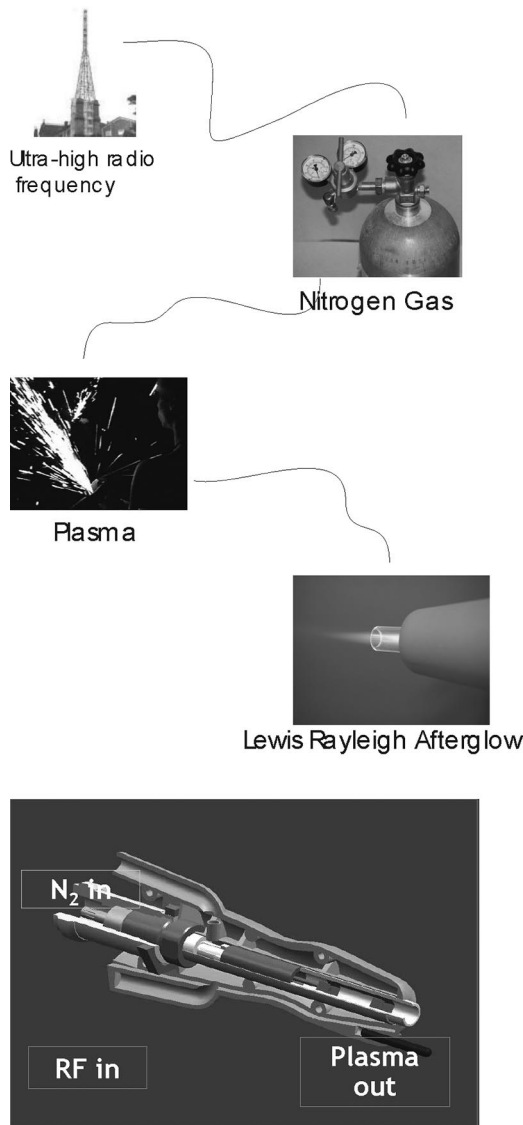 Ultra-high radio
frequency
Nitrogen Gas
Plasma
Lewis Rayleigh Afterglow
N₂ in
RF in
Plasma
out